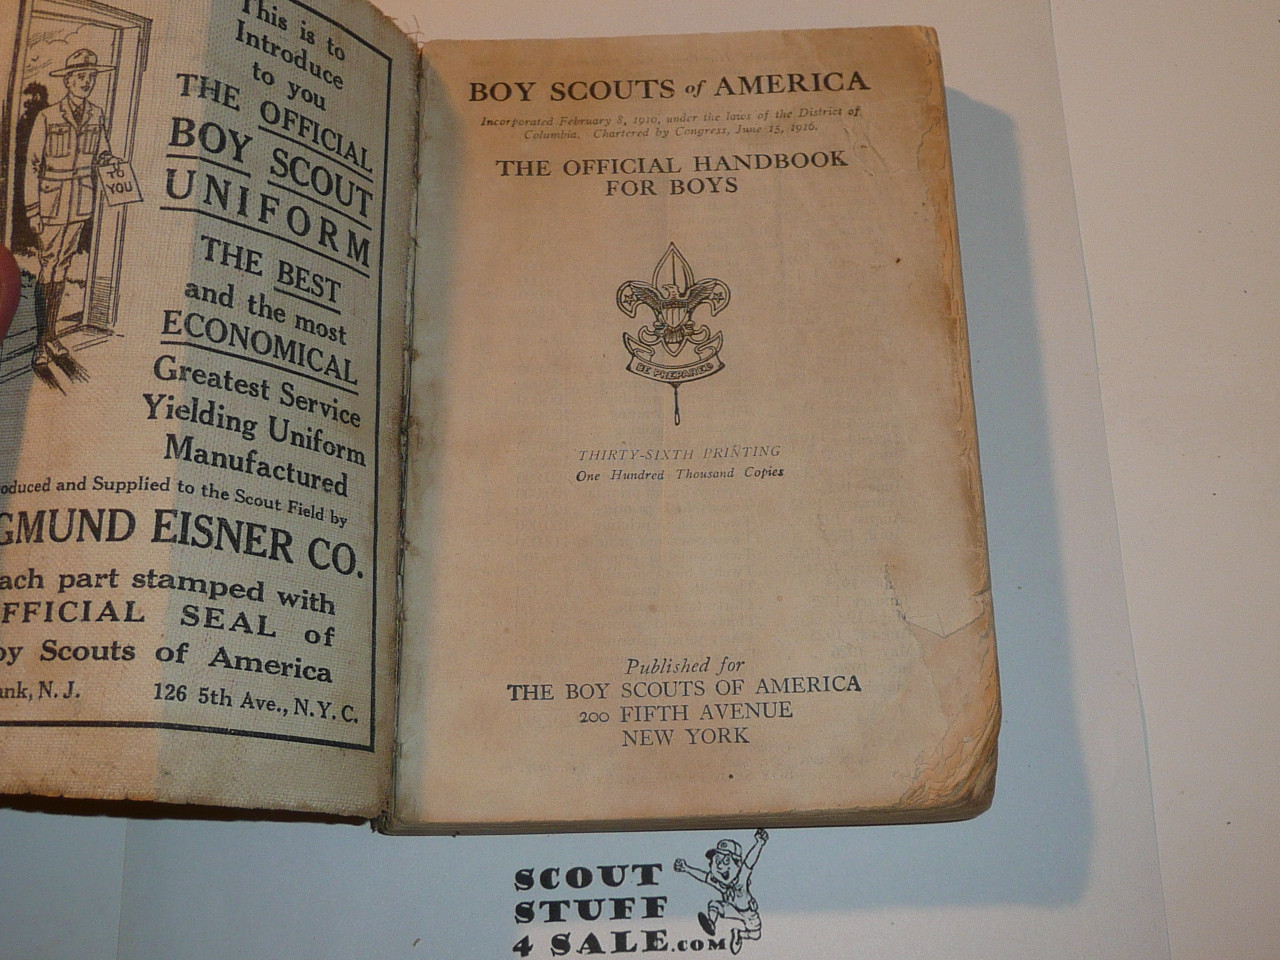 This is to
Introduce
to you
THE OFFICIAL
BOY SCOUT
UNIFORM
TO
YOU
THE BEST
and the most
ECONOMICAL
Greatest Service
Yielding Uniform
Manufactured
oduced and Supplied to the Scout Field by
GMUND EISNER CO.
ach part stamped with
FFICIAL SEAL of
oy Scouts of America
ank, N. J. 126 5th Ave., N. Y. C.
BOY SCOUTS of AMERICA
Incorporated February 8, 1910, under the laws of the District of
Columbia. Chartered by Congress, June 15, 1916.
THE OFFICIAL HANDBOOK
FOR BOYS
BE PREPARED
THIRTY-SIXTH PRINTING
One Hundred Thousand Copies
Published for
THE BOY SCOUTS OF AMERICA
200 FIFTH AVENUE
NEW YORK
SCOUT
STUFF
4 SALE.COM